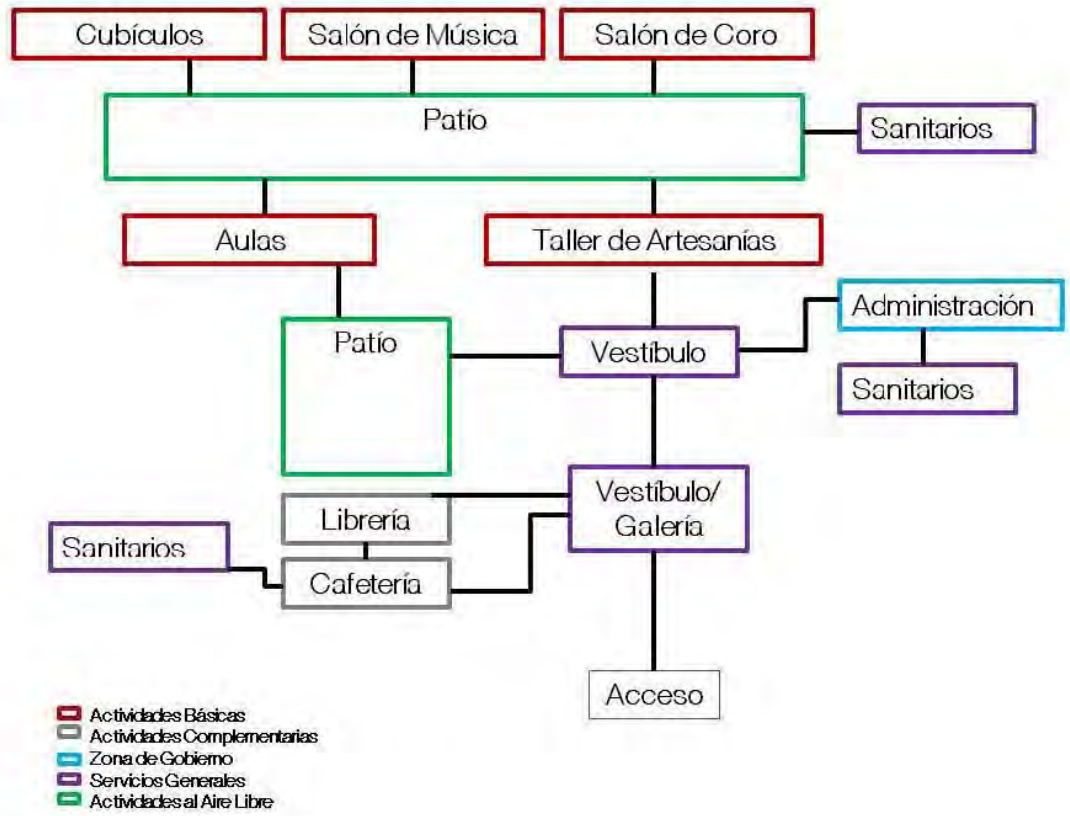 Cubículos
Salón de Música
Salón de Coro
Patío
Sanitarios
Aulas
Taller de Artesanías
Administración
Patío
Vestíbulo
Sanitarios
Vestíbulo/
Galería
Librería
Sanitarios
Cafetería
Acceso
Actividades Básicas
Actividades Complementarias
Zona de Gobierno
Servicios Generales
Actividades al Aire Libre